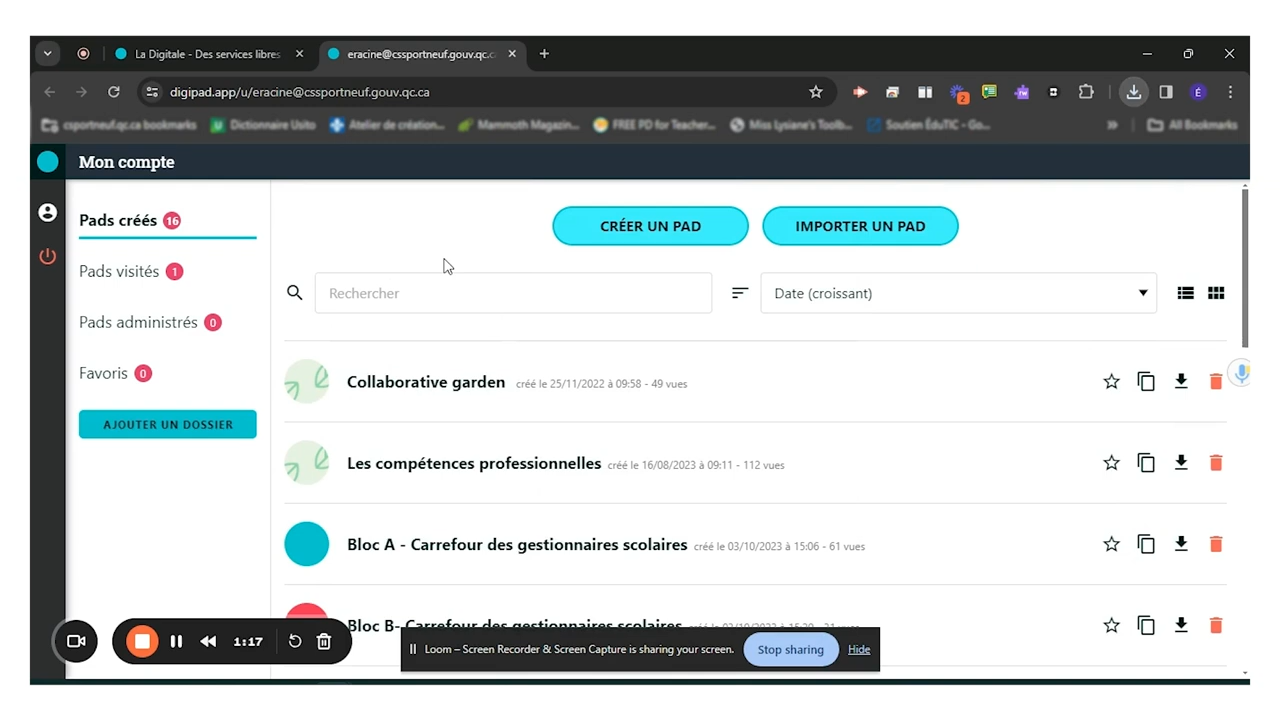 La Digitale - Des services libres
eracine@cssportneuf.gouv.qc.c
digipad.app/u/eracine@cssportneuf.gouv.qc.ca
2
É
csportneuf.qc.ca bookmarks
Dictionnaire Usito
Atelier de création...
Mammoth Magazin...
FREE PD for Teacher...
Miss Lysiane's Toolb...
Soutien ÉduTIC - Go...
All Bookmarks
Mon compte
Pads créés 16
Pads visités 1
Pads administrés 0
Favoris 0
AJOUTER UN DOSSIER
CRÉER UN PAD
IMPORTER UN PAD
Rechercher
Date (croissant)
Collaborative garden créé le 25/11/2022 à 09:58 - 49 vues
Les compétences professionnelles créé le 16/08/2023 à 09:11 - 112 vues
Bloc A - Carrefour des gestionnaires scolaires créé le 03/10/2023 à 15:06 - 61 vues
Bloc B- Carrefour des gestionnaires scolaires
1:17
Loom – Screen Recorder & Screen Capture is sharing your screen.
Stop sharing
Hide